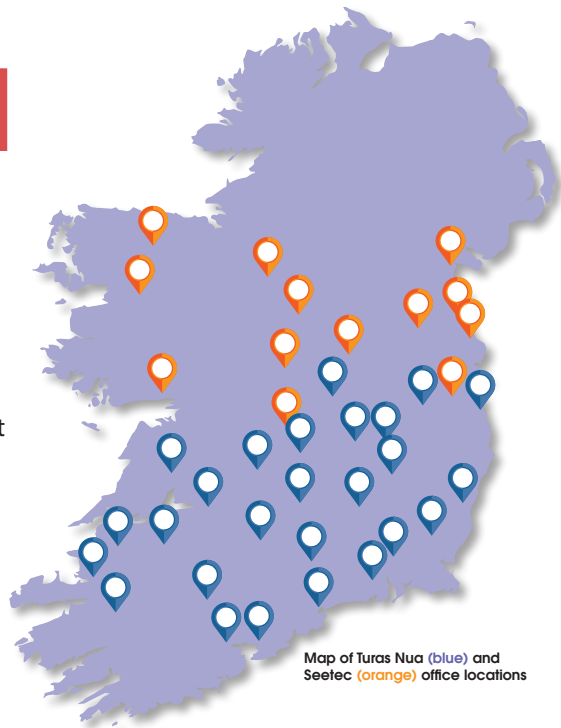 t
Map of Turas Nua (blue) and
Seetec (orange) office locations